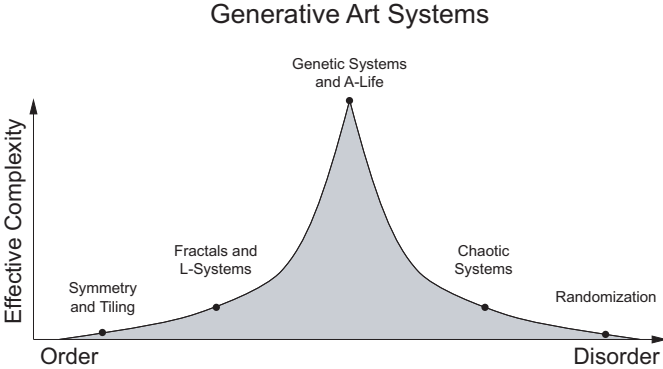 Generative Art Systems
Genetic Systems
and A-Life
Effective Complexity
Fractals and
L-Systems
Chaotic
Systems
Symmetry
and Tiling
Randomization
Order
Disorder